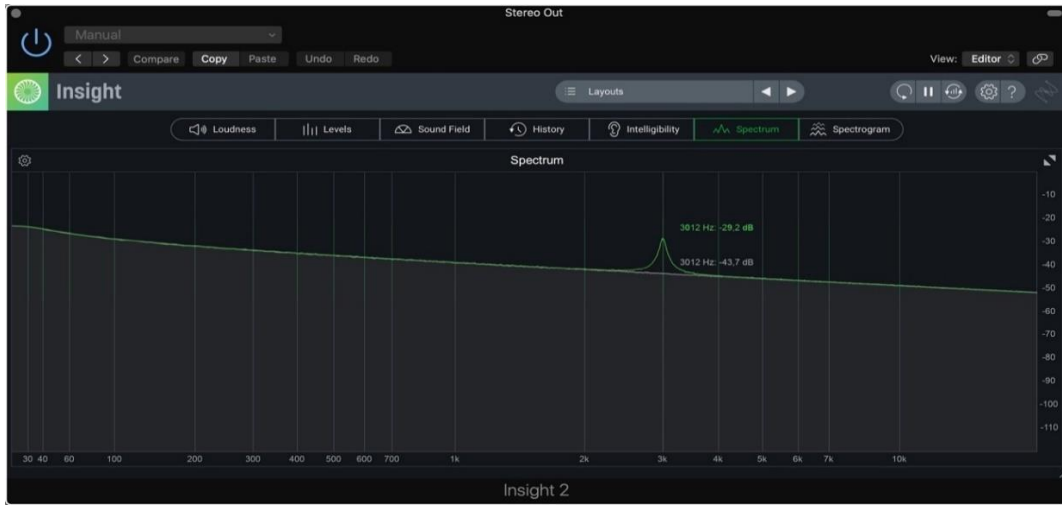 Stereo Out
Manual
Compare Copy Paste Undo Redo View: Editor
Insight Layouts ?
Loudness Levels Sound Field History Intelligibility Spectrum Spectrogram
Spectrum
-10
-20
3012 Hz: -29,2 dB
-30
3012 Hz: -43,7 dB
-40
-50
-60
-70
-80
-90
-100
-110
30 40 60 100 200 300 400 500 600 700 1k 2k 3k 4k 5k 6k 7k 10k
Insight 2